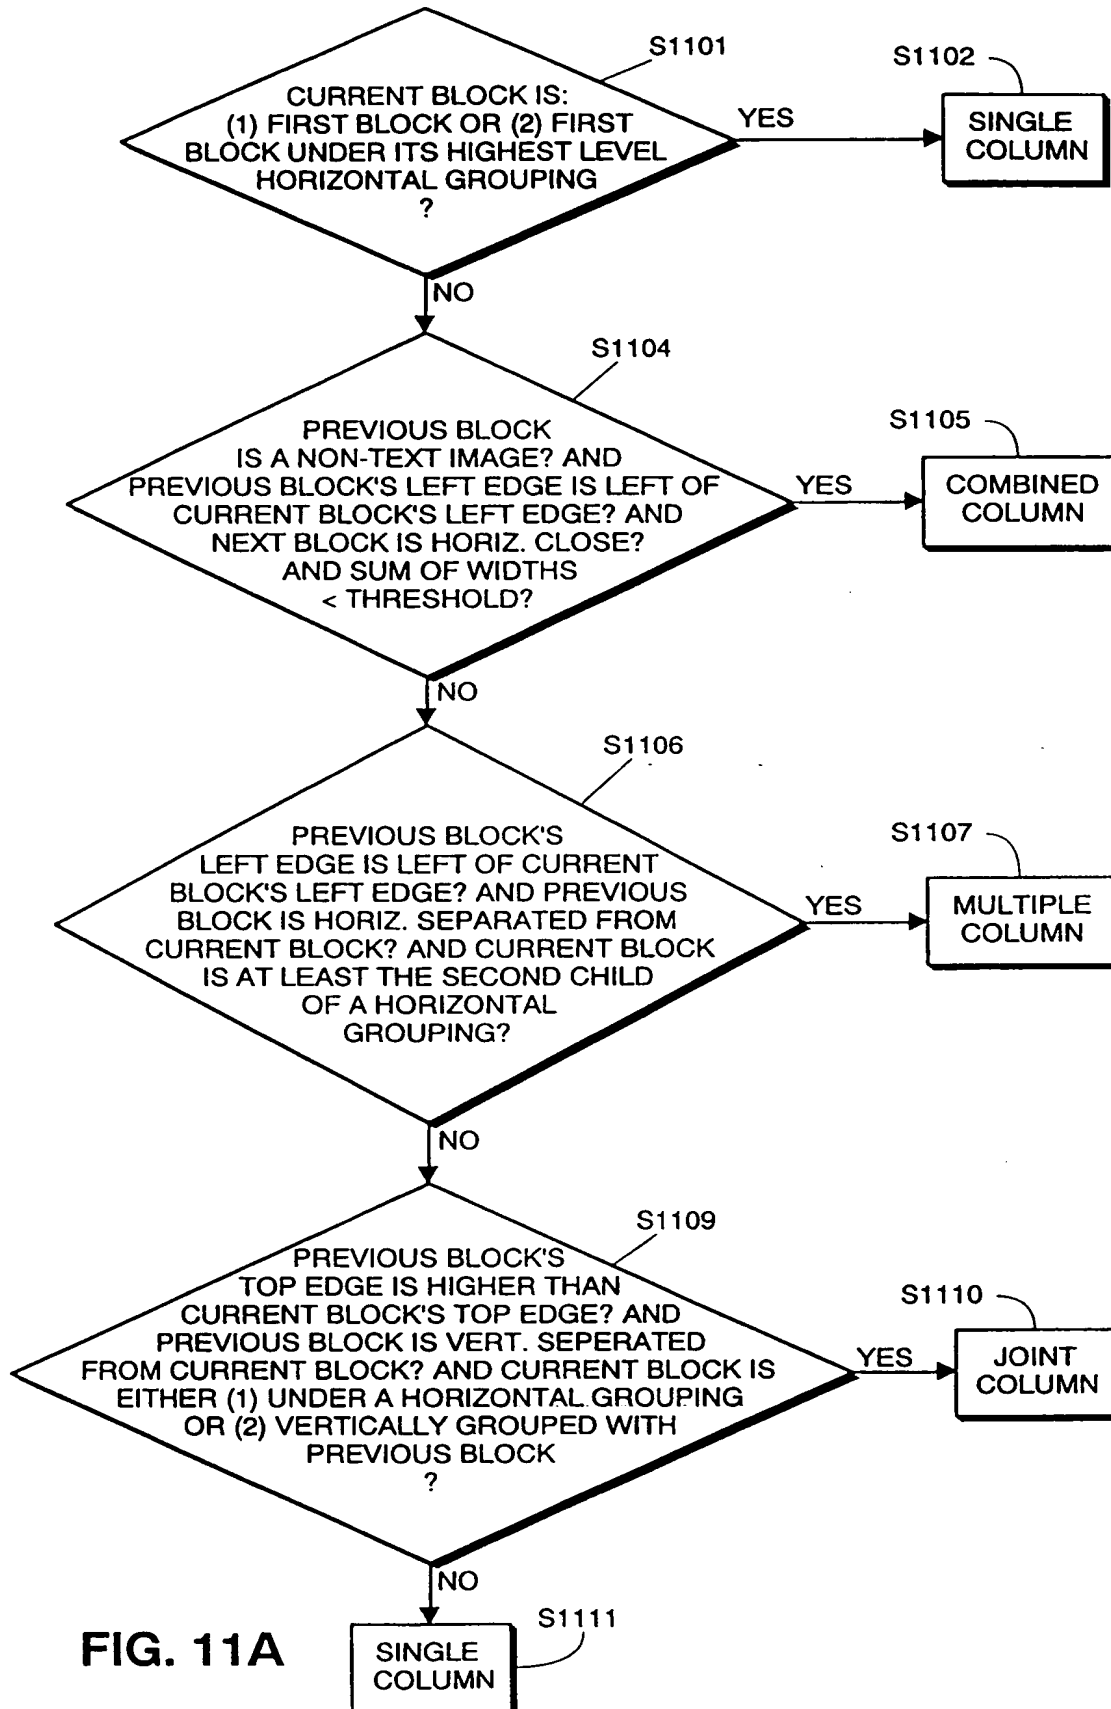 S1101
CURRENT BLOCK IS:
(1) FIRST BLOCK OR (2) FIRST
BLOCK UNDER ITS HIGHEST LEVEL
HORIZONTAL GROUPING
?
YES
S1102
SINGLE
COLUMN
NO
S1104
PREVIOUS BLOCK
IS A NON-TEXT IMAGE? AND
PREVIOUS BLOCK'S LEFT EDGE IS LEFT OF
CURRENT BLOCK'S LEFT EDGE? AND
NEXT BLOCK IS HORIZ. CLOSE?
AND SUM OF WIDTHS
< THRESHOLD?
YES
S1105
COMBINED
COLUMN
NO
S1106
PREVIOUS BLOCK'S
LEFT EDGE IS LEFT OF CURRENT
BLOCK'S LEFT EDGE? AND PREVIOUS
BLOCK IS HORIZ. SEPARATED FROM
CURRENT BLOCK? AND CURRENT BLOCK
IS AT LEAST THE SECOND CHILD
OF A HORIZONTAL
GROUPING?
YES
S1107
MULTIPLE
COLUMN
NO
S1109
PREVIOUS BLOCK'S
TOP EDGE IS HIGHER THAN
CURRENT BLOCK'S TOP EDGE? AND
PREVIOUS BLOCK IS VERT. SEPERATED
FROM CURRENT BLOCK? AND CURRENT BLOCK IS
EITHER (1) UNDER A HORIZONTAL GROUPING
OR (2) VERTICALLY GROUPED WITH
PREVIOUS BLOCK
?
YES
S1110
JOINT
COLUMN
NO
S1111
SINGLE
COLUMN
FIG. 11A